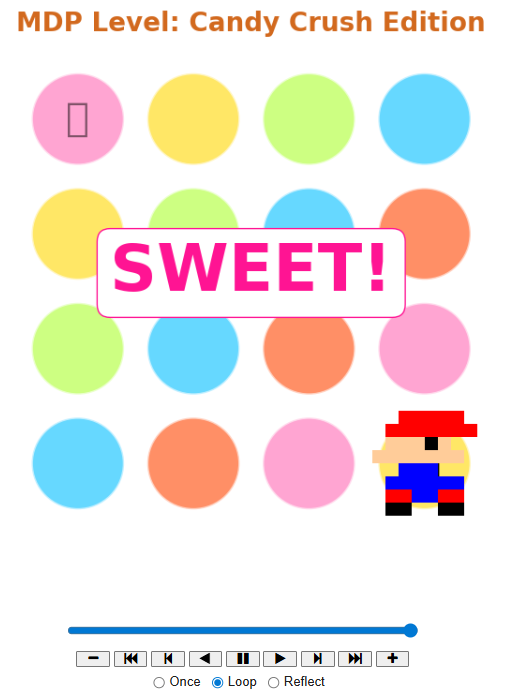 MDP Level: Candy Crush Edition
SWEET!
Once Loop Reflect